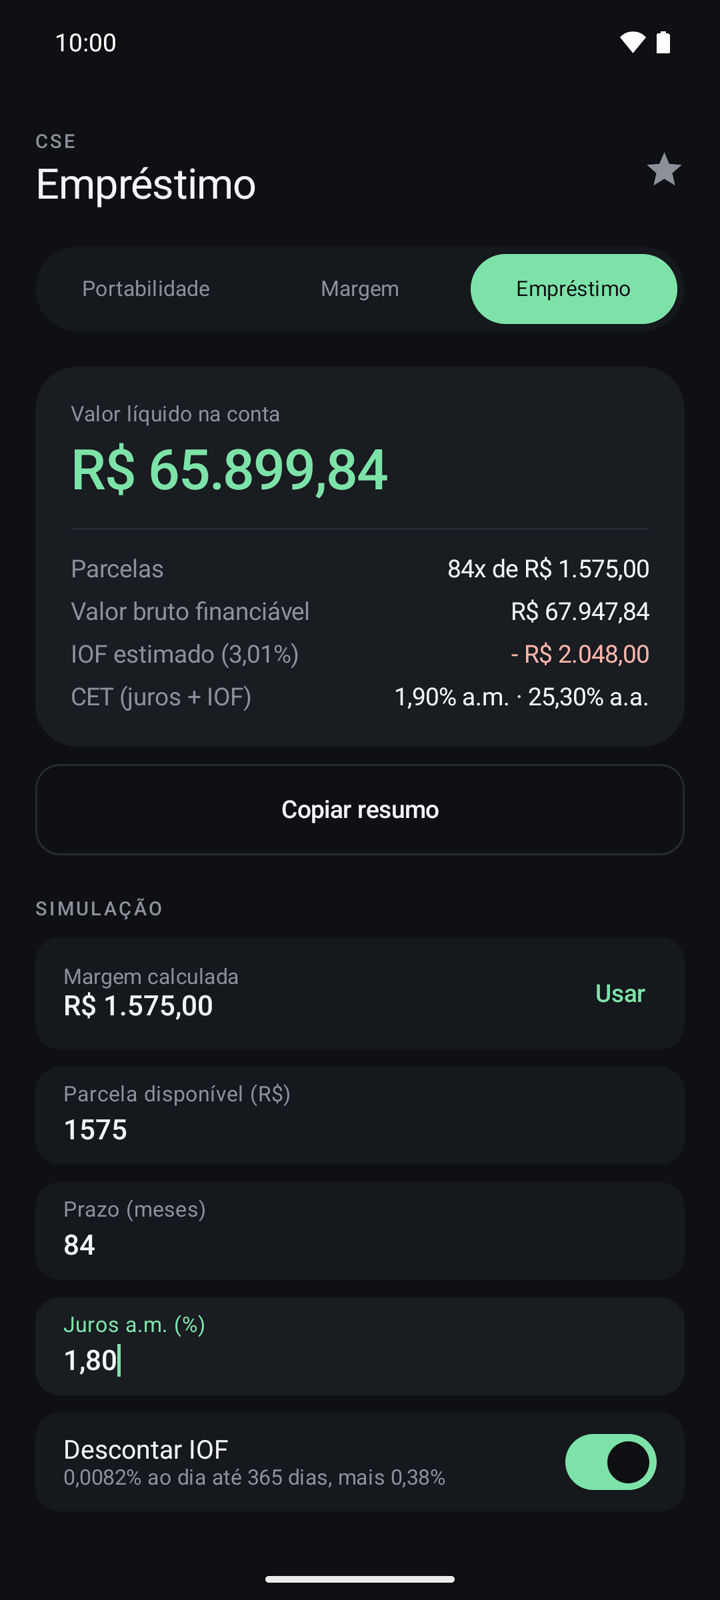 10:00
CSE
Empréstimo
Portabilidade
Margem
Empréstimo
Valor líquido na conta
R$ 65.899,84
Parcelas 84x de R$ 1.575,00
Valor bruto financiável R$ 67.947,84
IOF estimado (3,01%) - R$ 2.048,00
CET (juros + IOF) 1,90% a.m. · 25,30% a.a.
Copiar resumo
SIMULAÇÃO
Margem calculada
R$ 1.575,00
Usar
Parcela disponível (R$)
1575
Prazo (meses)
84
Juros a.m. (%)
1,80
Descontar IOF
0,0082% ao dia até 365 dias, mais 0,38%